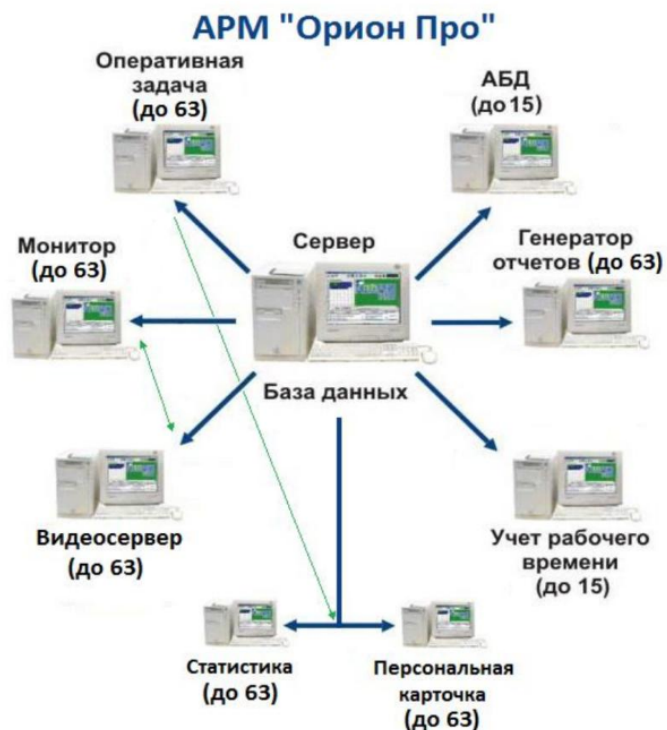 АРМ "Орион Про"
Оперативная
задача
(до 63)
АБД
(до 15)
Монитор
(до 63)
Сервер
Генератор
отчетов (до 63)
База данных
Видеосервер
(до 63)
Учет рабочего
времени
(до 15)
Статистика
(до 63)
Персональная
карточка
(до 63)